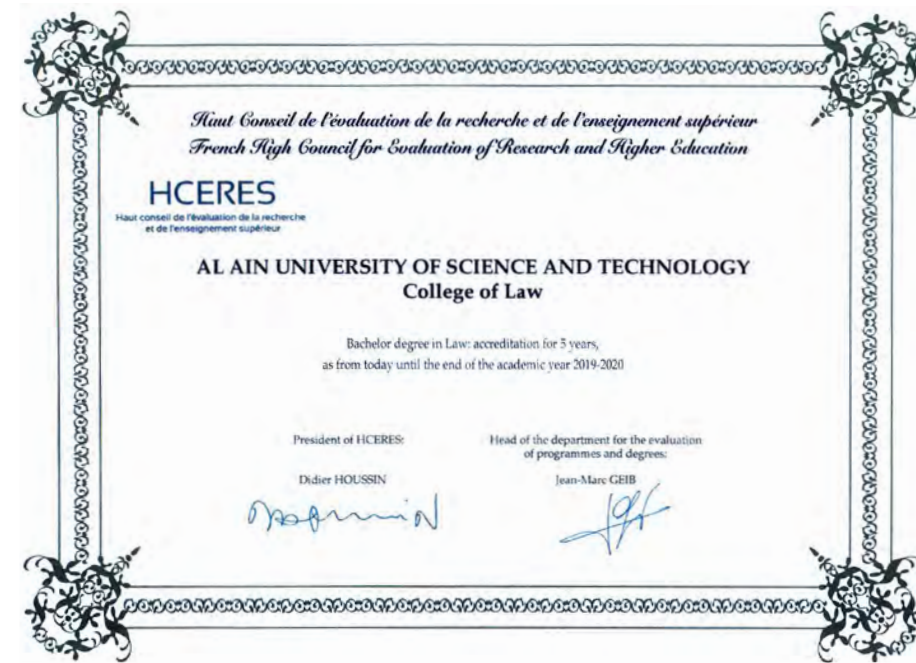 Haut Conseil de l'évaluation de la recherche et de l'enseignement supérieur
French High Council for Evaluation of Research and Higher Education
HCERES
Haut conseil de l'évaluation de la recherche
et de l'enseignement supérieur
AL AIN UNIVERSITY OF SCIENCE AND TECHNOLOGY
College of Law
Bachelor degree in Law: accreditation for 5 years,
as from today until the end of the academic year 2019-2020
President of HCERES:
Didier HOUSSIN
Head of the department for the evaluation
of programmes and degrees:
Jean-Marc GEIB